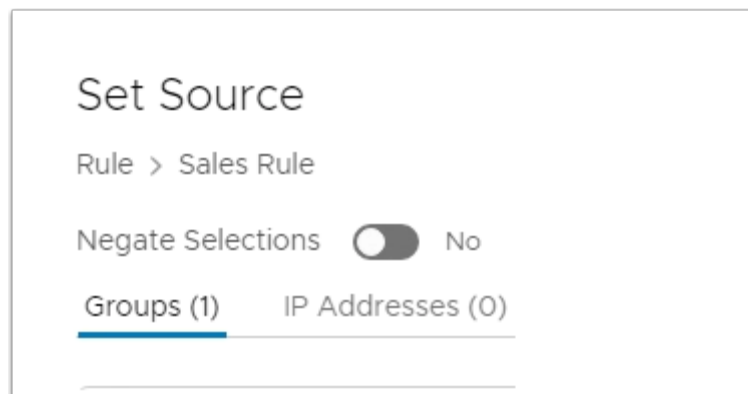 Set Source
Rule > Sales Rule
Negate Selections No
Groups (1) IP Addresses (0)